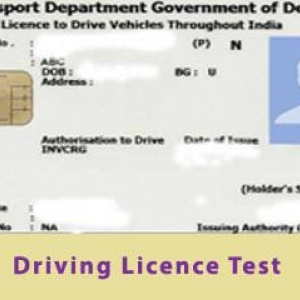 sport Department Government of De
Licence to Drive Vehicles Throughout India
o. : (P) N
: ABC
DOB : BG : U
Address :
Authorisation to Drive Date of Issue
INVCRG
(Holder's S
No : NA Issuing Authority (
Driving Licence Test